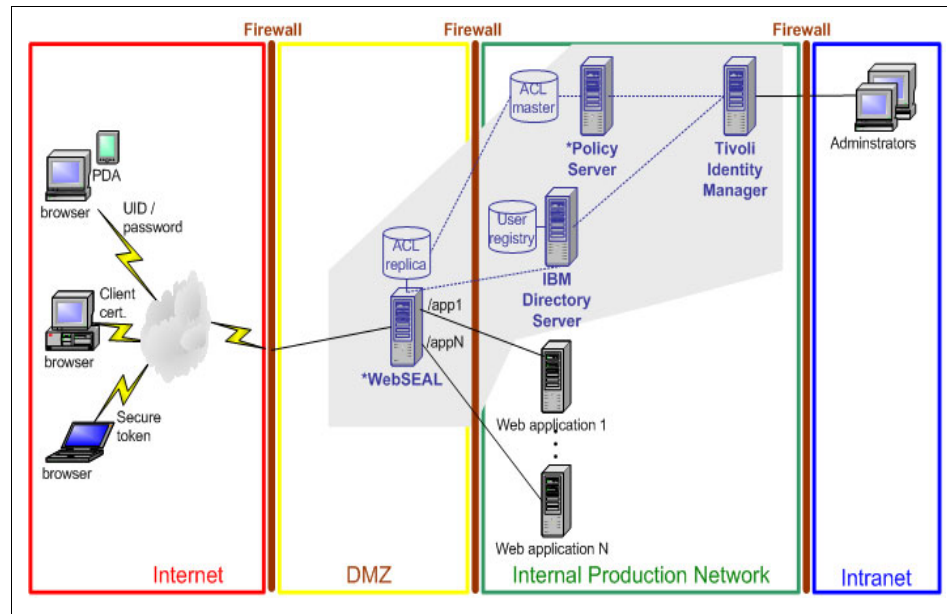 Firewall
Firewall
Firewall
PDA
browser
UID /
password
Client
cert.
browser
Secure
token
browser
ACL
replica
/app1
/appN
*WebSEAL
ACL
master
*Policy
Server
User
registry
IBM
Directory
Server
Tivoli
Identity
Manager
Adminstrators
Web application 1
Web application N
Internet
DMZ
Internal Production Network
Intranet